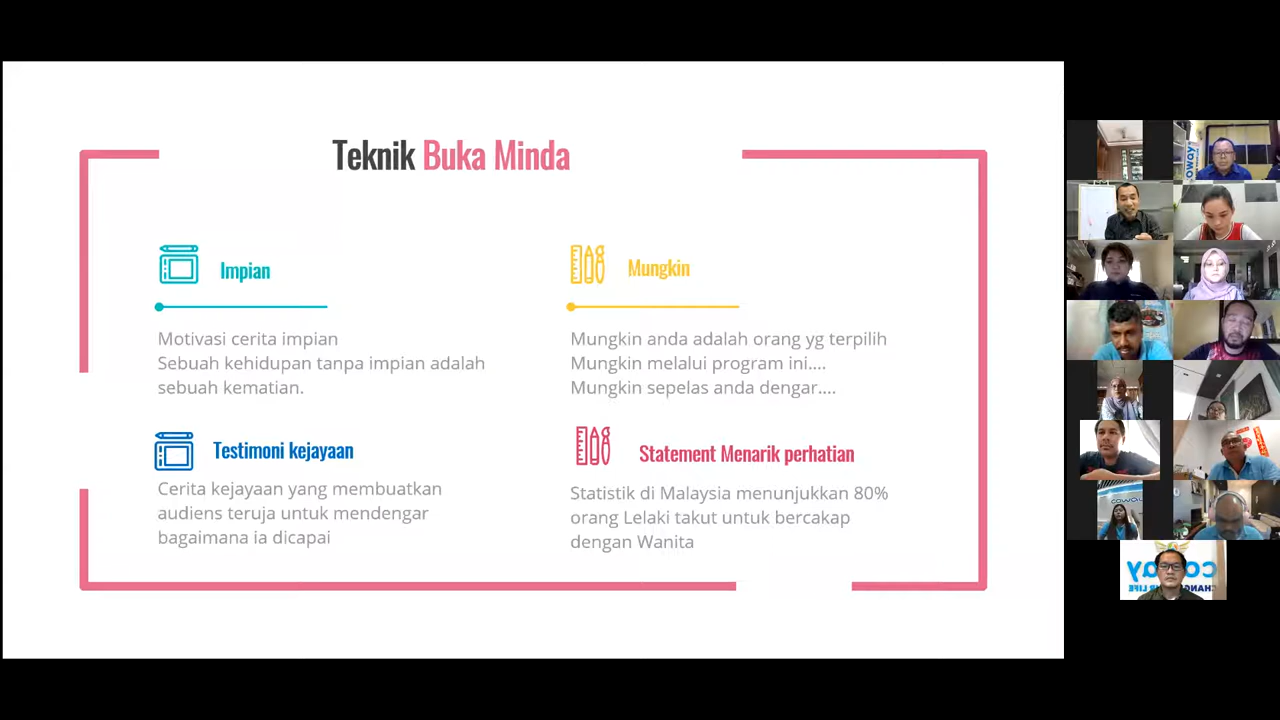 Teknik Buka Minda
Impian
Motivasi cerita impian
Sebuah kehidupan tanpa impian adalah
sebuah kematian.
Mungkin
Mungkin anda adalah orang yg terpilih
Mungkin melalui program ini....
Mungkin sepelas anda dengar....
Testimoni kejayaan
Cerita kejayaan yang membuatkan
audiens teruja untuk mendengar
bagaimana ia dicapai
Statement Menarik perhatian
Statistik di Malaysia menunjukkan 80%
orang Lelaki takut untuk bercakap
dengan Wanita